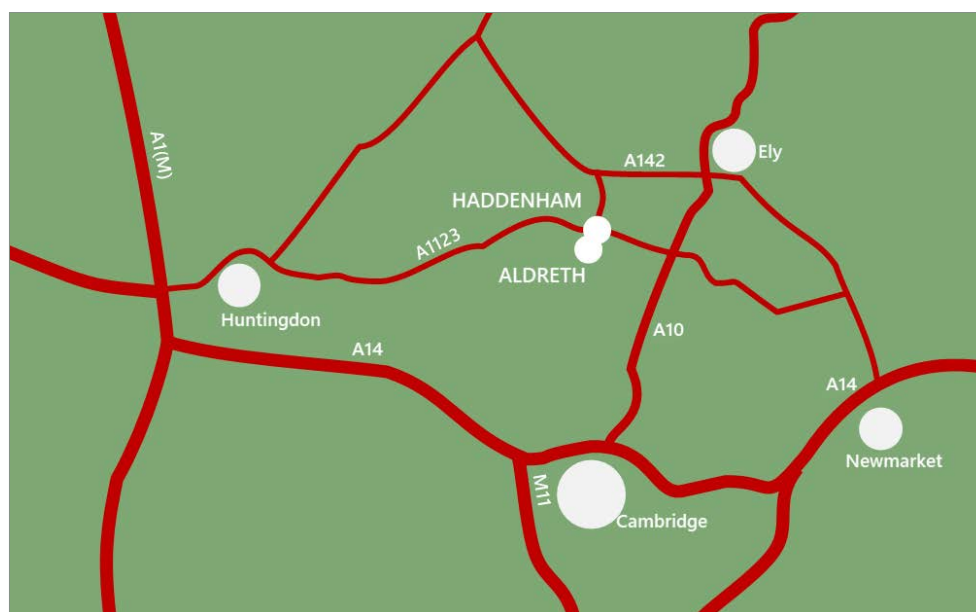 A1(M)
Ely
A142
HADDENHAM
A1123
ALDRETH
Huntingdon
A10
A14
A14
Newmarket
M11
Cambridge